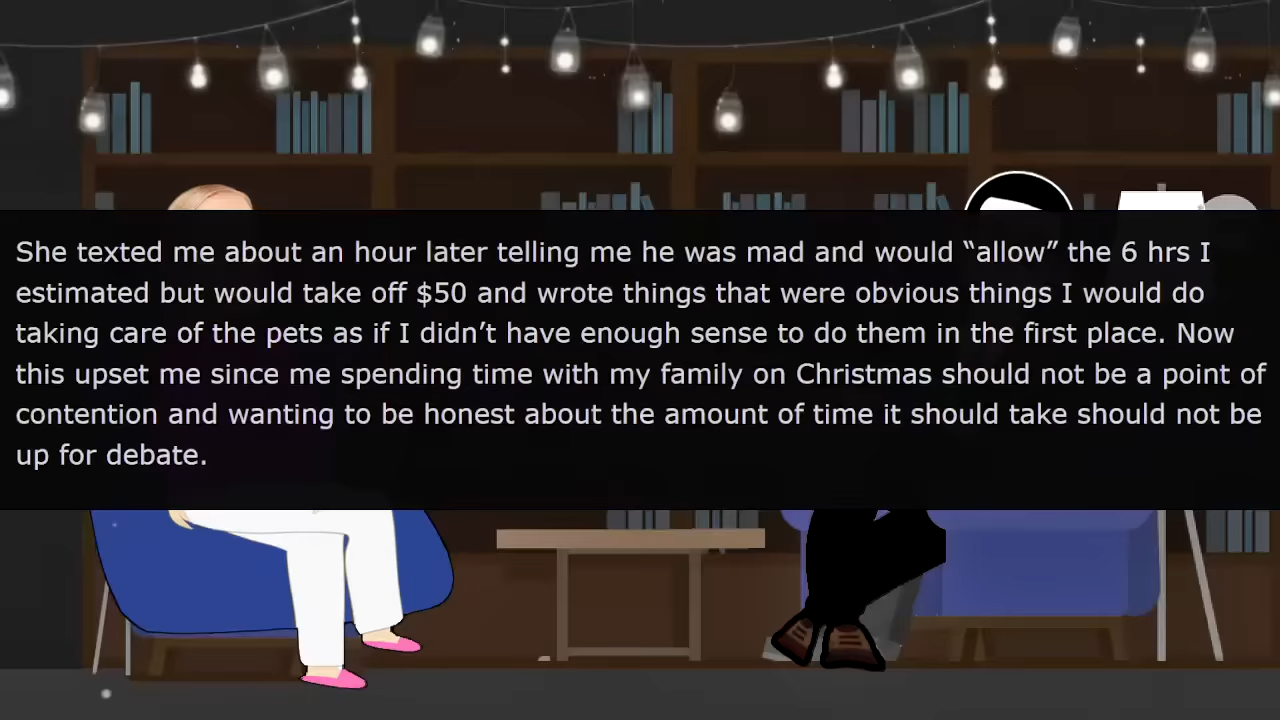 She texted me about an hour later telling me he was mad and would “allow” the 6 hrs I
estimated but would take off $50 and wrote things that were obvious things I would do
taking care of the pets as if I didn’t have enough sense to do them in the first place. Now
this upset me since me spending time with my family on Christmas should not be a point of
contention and wanting to be honest about the amount of time it should take should not be
up for debate.